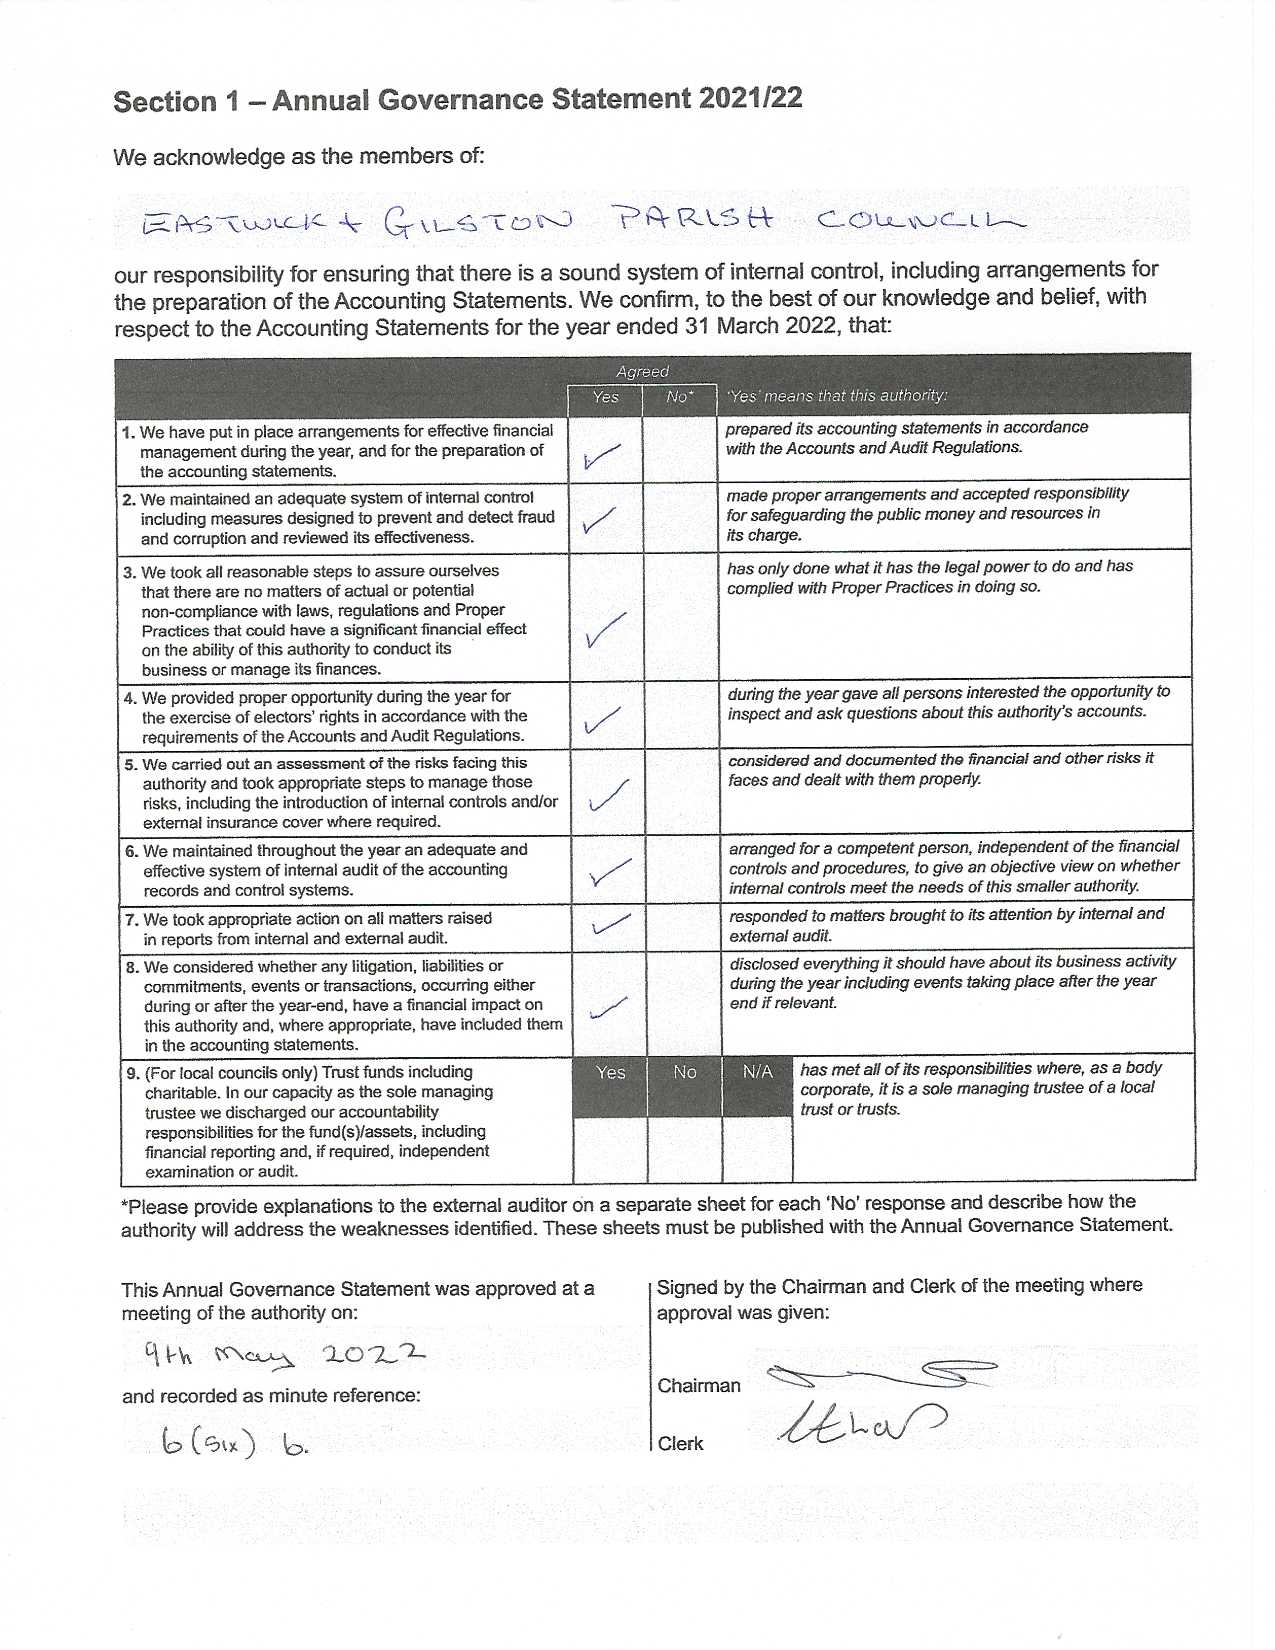 Section 1 – Annual Governance Statement 2021/22
We acknowledge as the members of:
EASTWICK + GILSTON PARISH COUNCIL
our responsibility for ensuring that there is a sound system of internal control, including arrangements for
the preparation of the Accounting Statements. We confirm, to the best of our knowledge and belief, with
respect to the Accounting Statements for the year ended 31 March 2022, that:
Agreed
Yes No* 'Yes' means that this authority:
1. We have put in place arrangements for effective financial
management during the year, and for the preparation of
the accounting statements.
prepared its accounting statements in accordance
with the Accounts and Audit Regulations.
2. We maintained an adequate system of internal control
including measures designed to prevent and detect fraud
and corruption and reviewed its effectiveness.
made proper arrangements and accepted responsibility
for safeguarding the public money and resources in
its charge.
3. We took all reasonable steps to assure ourselves
that there are no matters of actual or potential
non-compliance with laws, regulations and Proper
Practices that could have a significant financial effect
on the ability of this authority to conduct its
business or manage its finances.
has only done what it has the legal power to do and has
complied with Proper Practices in doing so.
4. We provided proper opportunity during the year for
the exercise of electors' rights in accordance with the
requirements of the Accounts and Audit Regulations.
during the year gave all persons interested the opportunity to
inspect and ask questions about this authority's accounts.
5. We carried out an assessment of the risks facing this
authority and took appropriate steps to manage those
risks, including the introduction of internal controls and/or
external insurance cover where required.
considered and documented the financial and other risks it
faces and dealt with them properly.
6. We maintained throughout the year an adequate and
effective system of internal audit of the accounting
records and control systems.
arranged for a competent person, independent of the financial
controls and procedures, to give an objective view on whether
internal controls meet the needs of this smaller authority.
7. We took appropriate action on all matters raised
in reports from internal and external audit.
responded to matters brought to its attention by internal and
external audit.
8. We considered whether any litigation, liabilities or
commitments, events or transactions, occurring either
during or after the year-end, have a financial impact on
this authority and, where appropriate, have included them
in the accounting statements.
disclosed everything it should have about its business activity
during the year including events taking place after the year
end if relevant.
9. (For local councils only) Trust funds including
charitable. In our capacity as the sole managing
trustee we discharged our accountability
responsibilities for the fund(s)/assets, including
financial reporting and, if required, independent
examination or audit.
Yes No N/A
has met all of its responsibilities where, as a body
corporate, it is a sole managing trustee of a local
trust or trusts.
*Please provide explanations to the external auditor on a separate sheet for each 'No' response and describe how the
authority will address the weaknesses identified. These sheets must be published with the Annual Governance Statement.
This Annual Governance Statement was approved at a
meeting of the authority on:
9th May 2022
and recorded as minute reference:
6 (six) b.
Signed by the Chairman and Clerk of the meeting where
approval was given:
Chairman
Clerk